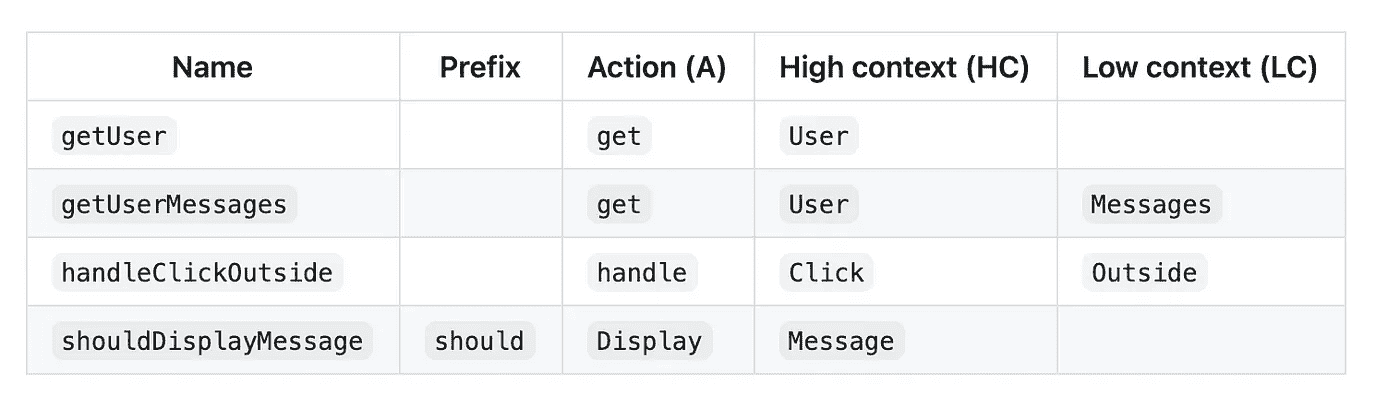 Name Prefix Action (A) High context (HC) Low context (LC)
getUser get User
getUserMessages get User Messages
handleClickOutside handle Click Outside
shouldDisplayMessage should Display Message